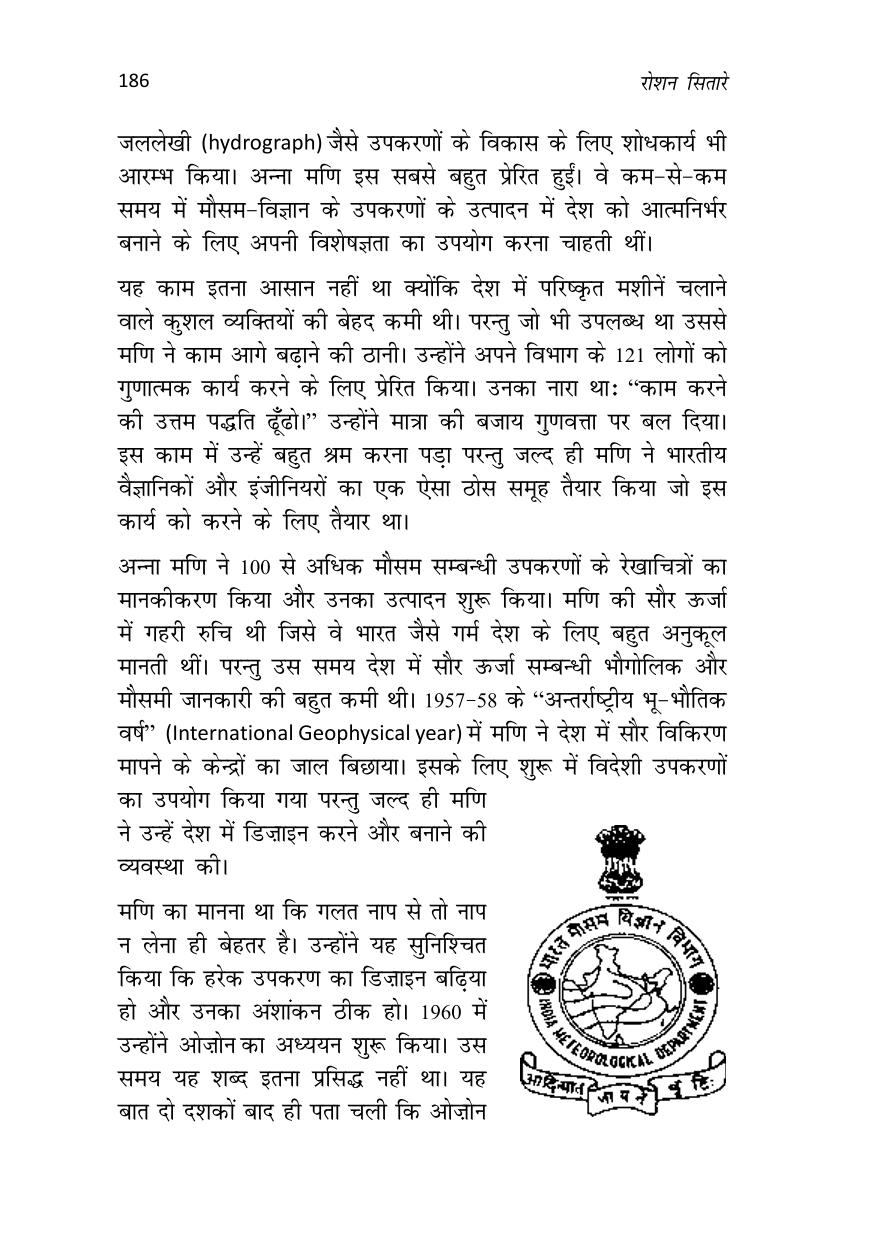 186
रोशन सितारे
जललेखी (hydrograph) जैसे उपकरणों के विकास के लिए शोधकार्य भी
आरम्भ किया। अन्ना मणि इस सबसे बहुत प्रेरित हुईं। वे कम-से-कम
समय में मौसम-विज्ञान के उपकरणों के उत्पादन में देश को आत्मनिर्भर
बनाने के लिए अपनी विशेषज्ञता का उपयोग करना चाहती थीं।
यह काम इतना आसान नहीं था क्योंकि देश में परिष्कृत मशीनें चलाने
वाले कुशल व्यक्तियों की बेहद कमी थी। परन्तु जो भी उपलब्ध था उससे
मणि ने काम आगे बढ़ाने की ठानी। उन्होंने अपने विभाग के 121 लोगों को
गुणात्मक कार्य करने के लिए प्रेरित किया। उनका नारा था: “काम करने
की उत्तम पद्धति ढूँढो।” उन्होंने मात्रा की बजाय गुणवत्ता पर बल दिया।
इस काम में उन्हें बहुत श्रम करना पड़ा परन्तु जल्द ही मणि ने भारतीय
वैज्ञानिकों और इंजीनियरों का एक ऐसा ठोस समूह तैयार किया जो इस
कार्य को करने के लिए तैयार था।
अन्ना मणि ने 100 से अधिक मौसम सम्बन्धी उपकरणों के रेखाचित्रों का
मानकीकरण किया और उनका उत्पादन शुरू किया। मणि की सौर ऊर्जा
में गहरी रुचि थी जिसे वे भारत जैसे गर्म देश के लिए बहुत अनुकूल
मानती थीं। परन्तु उस समय देश में सौर ऊर्जा सम्बन्धी भौगोलिक और
मौसमी जानकारी की बहुत कमी थी। 1957-58 के “अन्तर्राष्ट्रीय भू-भौतिक
वर्ष” (International Geophysical year) में मणि ने देश में सौर विकिरण
मापने के केन्द्रों का जाल बिछाया। इसके लिए शुरू में विदेशी उपकरणों
का उपयोग किया गया परन्तु जल्द ही मणि
ने उन्हें देश में डिज़ाइन करने और बनाने की
व्यवस्था की।
मणि का मानना था कि गलत नाप से तो नाप
न लेना ही बेहतर है। उन्होंने यह सुनिश्चित
किया कि हरेक उपकरण का डिज़ाइन बढ़िया
हो और उनका अंशांकन ठीक हो। 1960 में
उन्होंने ओज़ोन का अध्ययन शुरू किया। उस
समय यह शब्द इतना प्रसिद्ध नहीं था। यह
बात दो दशकों बाद ही पता चली कि ओज़ोन
भारत मौसम विज्ञान विभाग
INDIA METEOROLOGICAL DEPARTMENT
आदित्यात जायते वृष्टिः